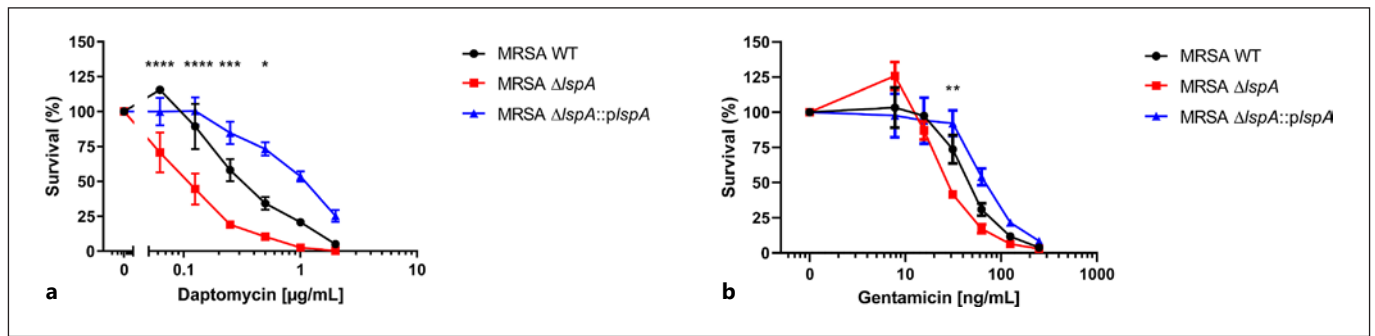 150
125
100
75
50
25
0
Survival (%)
**** **** *** *
0 0.1 1 10
Daptomycin [µg/mL]
a
MRSA WT
MRSA ΔlspA
MRSA ΔlspA::plspA
150
125
100
75
50
25
0
Survival (%)
**
0 10 100 1000
Gentamicin [ng/mL]
b
MRSA WT
MRSA ΔlspA
MRSA ΔlspA::plspA